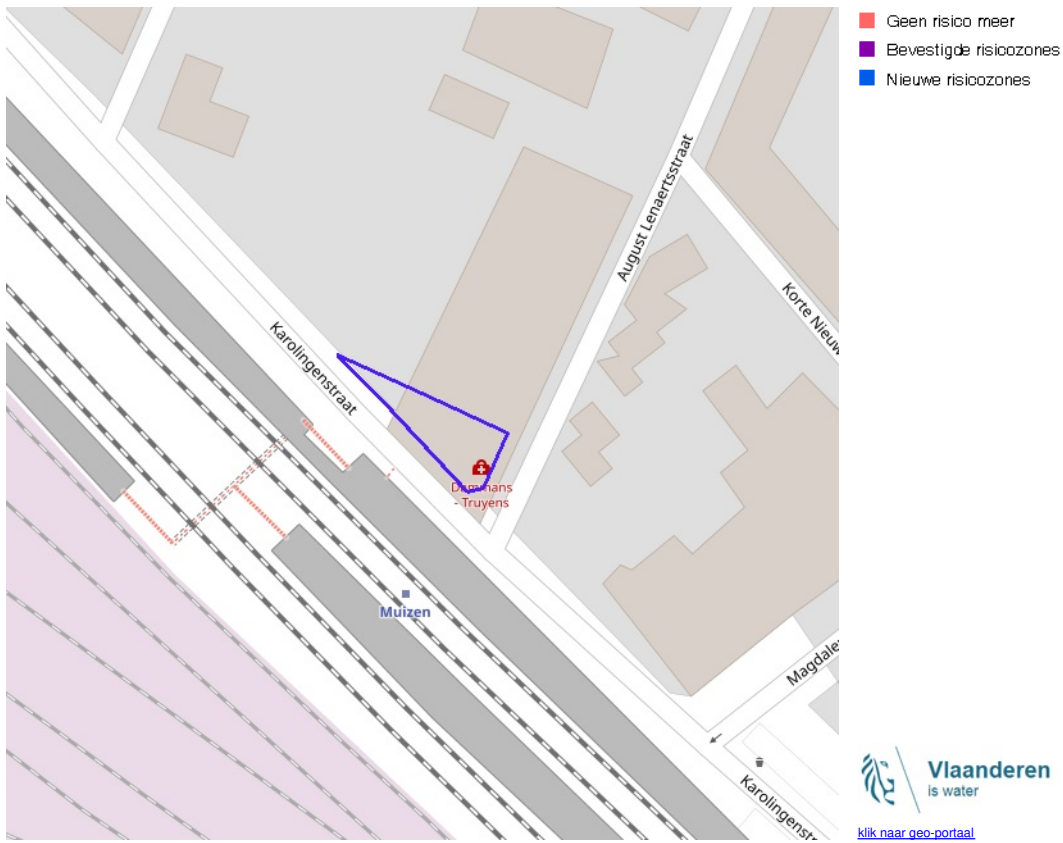 Geen risico meer
Bevestigde risicozones
Nieuwe risicozones
August Lenaertsstraat
Korte Nieuw
Karolingenstraat
- Truyens
Muizen
Magdale
Karolingenstr
Vlaanderen
is water
klik naar geo-portaal